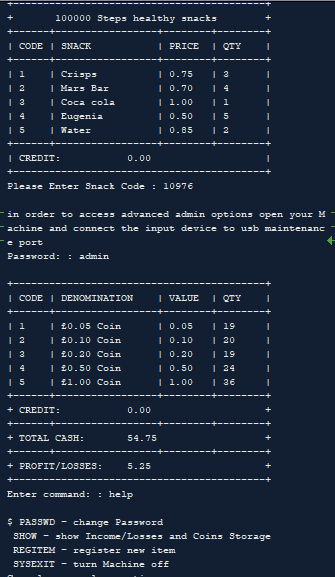 +--------+-----------------+---------+---------+
+ 100000 Steps healthy snacks +
+--------+-----------------+---------+---------+
| CODE | SNACK | PRICE | QTY |
+--------+-----------------+---------+---------+
| 1 | Crisps | 0.75 | 3 |
| 2 | Mars Bar | 0.70 | 4 |
| 3 | Coca cola | 1.00 | 1 |
| 4 | Eugenia | 0.50 | 5 |
| 5 | Water | 0.85 | 2 |
+--------+-----------------+---------+---------+
| CREDIT: 0.00 |
+--------+-----------------+---------+---------+
Please Enter Snack Code : 10976
in order to access advanced admin options open your M
achine and connect the input device to usb maintenanc
e port
Password: : admin
+--------+-----------------+---------+---------+
| CODE | DENOMINATION | VALUE | QTY |
+--------+-----------------+---------+---------+
| 1 | £0.05 Coin | 0.05 | 19 |
| 2 | £0.10 Coin | 0.10 | 20 |
| 3 | £0.20 Coin | 0.20 | 19 |
| 4 | £0.50 Coin | 0.50 | 24 |
| 5 | £1.00 Coin | 1.00 | 36 |
+--------+-----------------+---------+---------+
+ CREDIT: 0.00 +
+--------+-----------------+---------+---------+
+ TOTAL CASH: 54.75 +
+--------+-----------------+---------+---------+
+ PROFIT/LOSSES: 5.25 +
+--------+-----------------+---------+---------+
Enter command: : help
$ PASSWD - change Password
SHOW - show Income/Losses and Coins Storage
REGITEM - register new item
SYSEXIT - turn Machine off